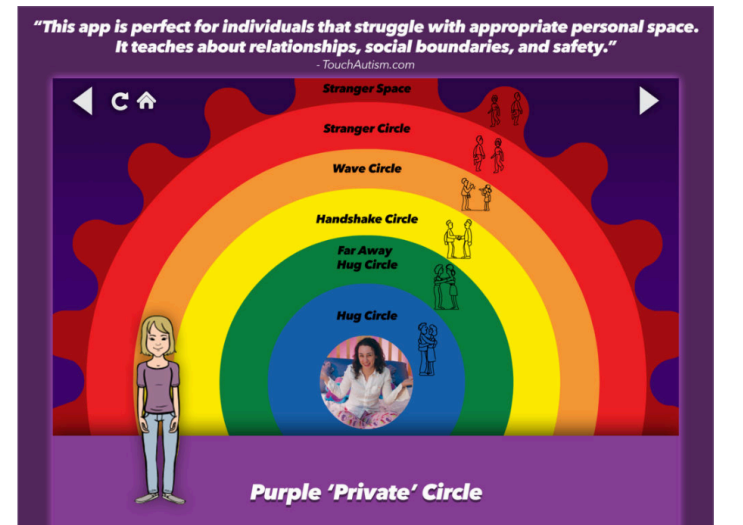 “This app is perfect for individuals that struggle with appropriate personal space.
It teaches about relationships, social boundaries, and safety.”
- TouchAutism.com
Stranger Space
Stranger Circle
Wave Circle
Handshake Circle
Far Away
Hug Circle
Hug Circle
Purple ‘Private’ Circle